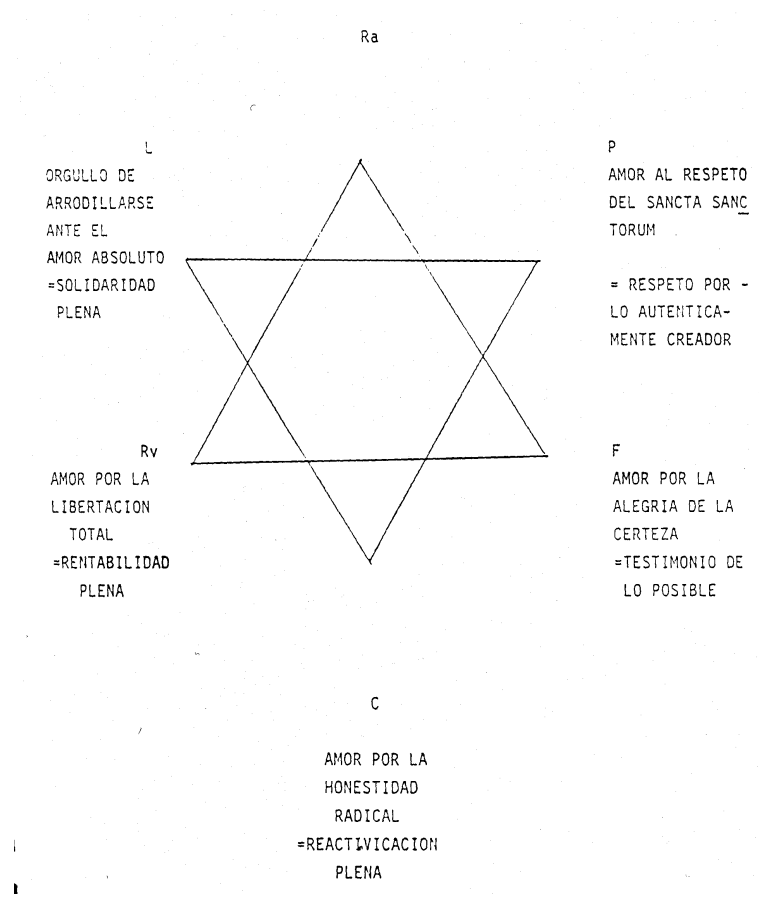 Ra
L
ORGULLO DE
ARRODILLARSE
ANTE EL
AMOR ABSOLUTO
=SOLIDARIDAD
PLENA
P
AMOR AL RESPETO
DEL SANCTA SANC
TORUM
= RESPETO POR -
LO AUTENTICA-
MENTE CREADOR
Rv
AMOR POR LA
LIBERTACION
TOTAL
=RENTABILIDAD
PLENA
F
AMOR POR LA
ALEGRIA DE LA
CERTEZA
=TESTIMONIO DE
LO POSIBLE
C
AMOR POR LA
HONESTIDAD
RADICAL
=REACTIVICACION
PLENA